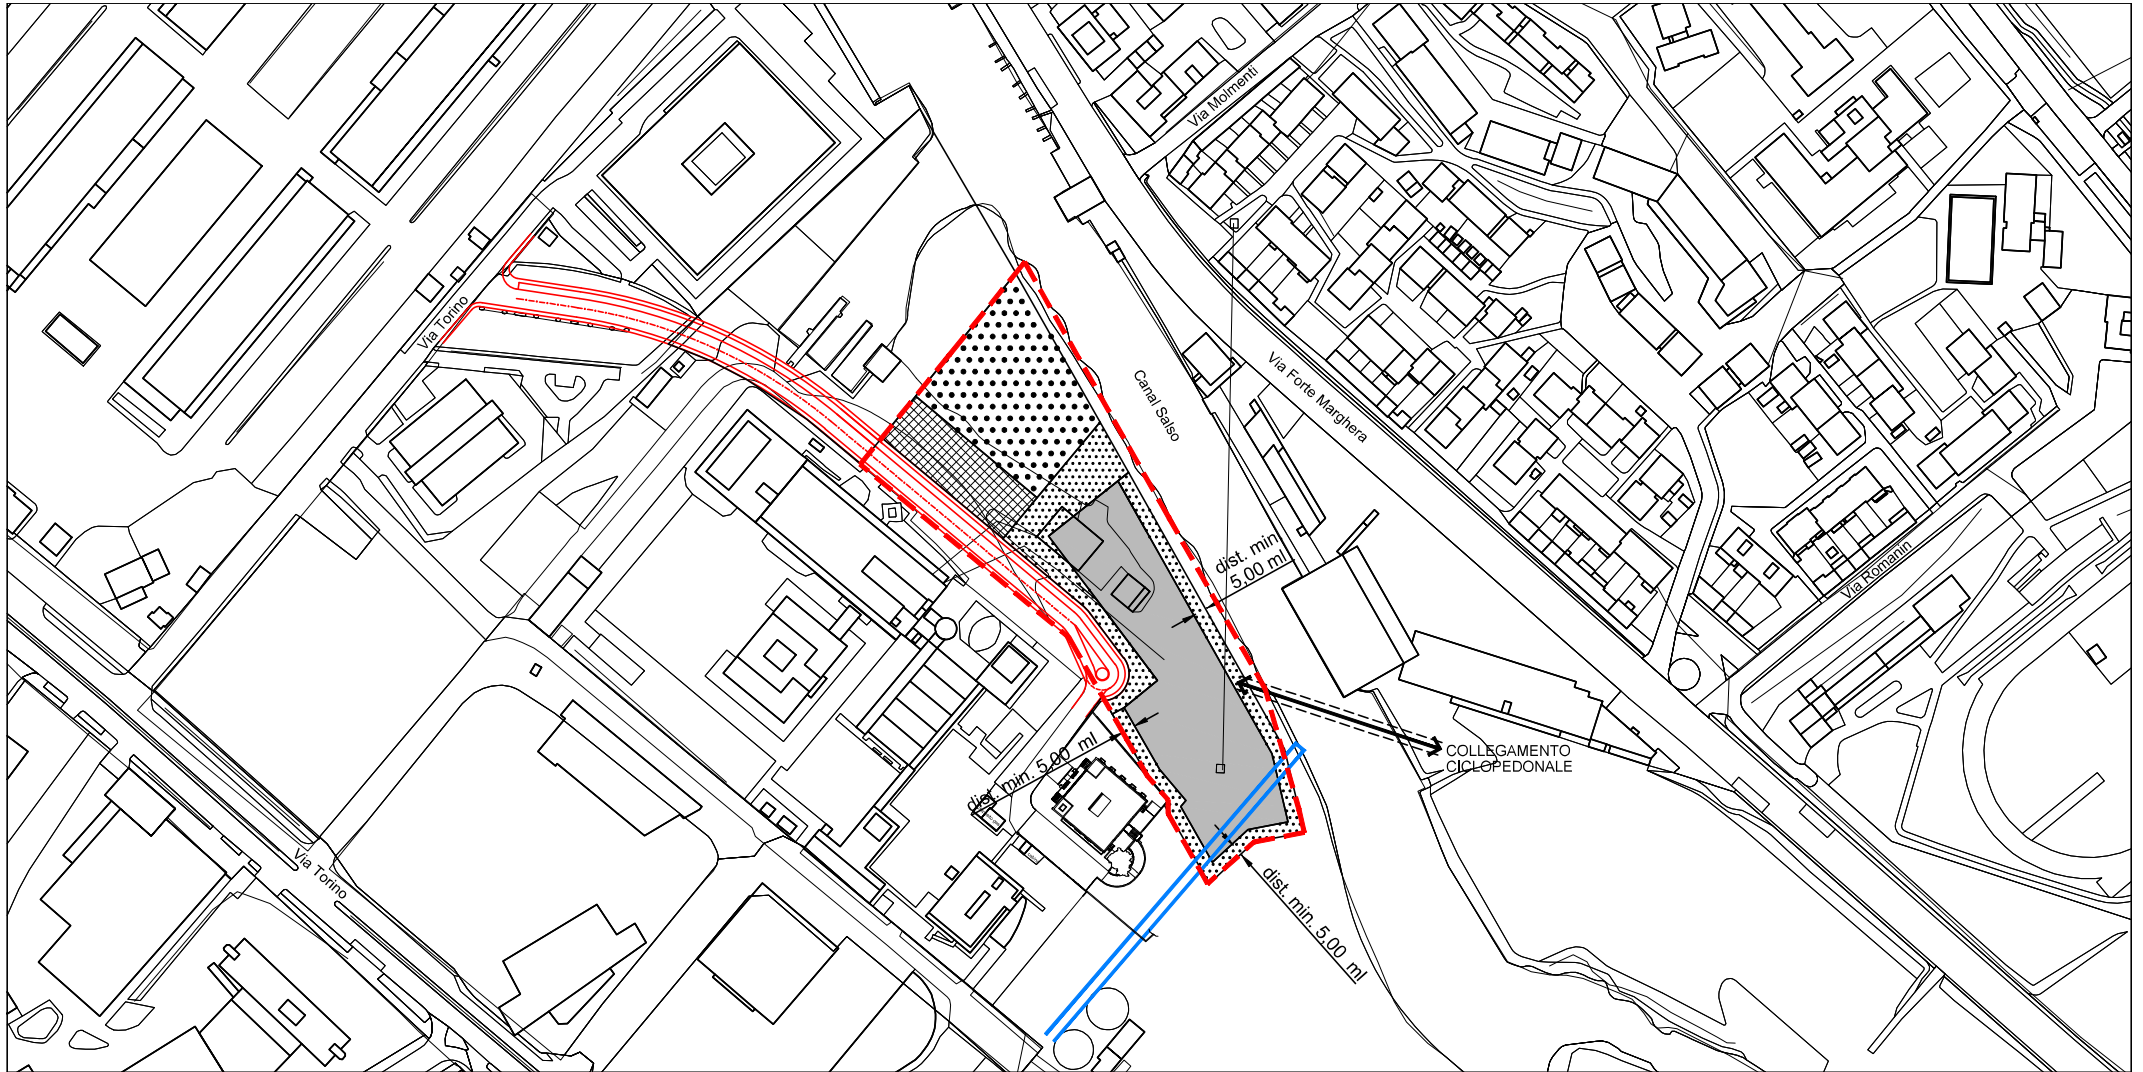 Via Molmenti
Via Torino
Canal Salso
Via Forte Marghera
dist. min
5.00 ml
Via Romanin
COLLEGAMENTO
CICLOPEDONALE
dist. min. 5.00 ml
Via Torino
dist. min. 5.00 ml